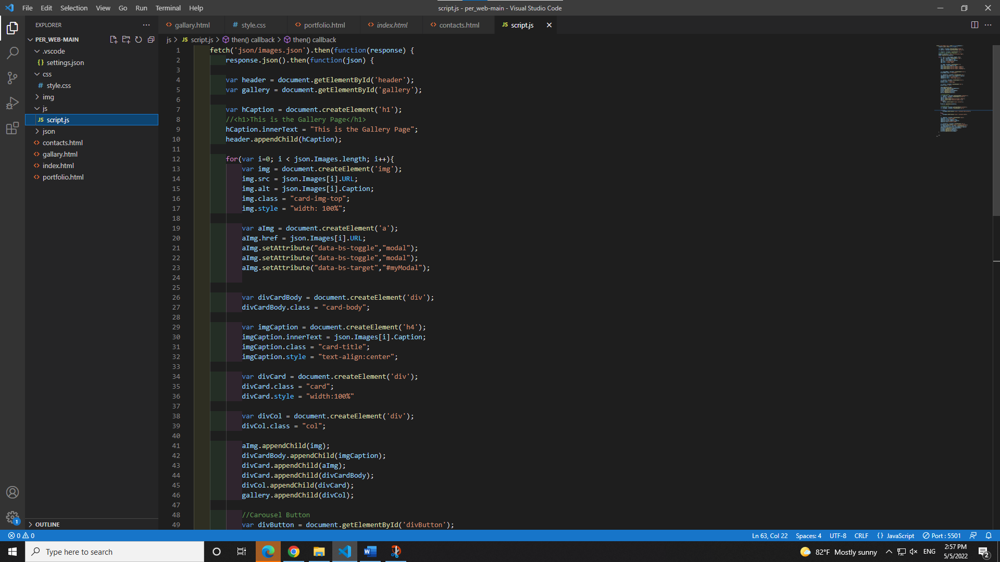 File Edit Selection View Go Run Terminal Help
script.js - per_web-main - Visual Studio Code
EXPLORER
gallary.html
style.css
portfolio.html
index.html
contacts.html
script.js
PER_WEB-MAIN
js > script.js > then() callback > then() callback
.vscode
settings.json
css
style.css
img
js
script.js
json
contacts.html
gallary.html
index.html
portfolio.html
OUTLINE
1 fetch('json/images.json').then(function(response) {
2 response.json().then(function(json) {
3
4 var header = document.getElementById('header');
5 var gallery = document.getElementById('gallery');
6
7 var hCaption = document.createElement('h1');
8 //<h1>This is the Gallery Page</h1>
9 hCaption.innerText = "This is the Gallery Page";
10 header.appendChild(hCaption);
11
12 for(var i=0; i < json.Images.length; i++){
13 var img = document.createElement('img');
14 img.src = json.Images[i].URL;
15 img.alt = json.Images[i].Caption;
16 img.class = "card-img-top";
17 img.style = "width: 100%";
18
19 var aImg = document.createElement('a');
20 aImg.href = json.Images[i].URL;
21 aImg.setAttribute("data-bs-toggle","modal");
22 aImg.setAttribute("data-bs-toggle","modal");
23 aImg.setAttribute("data-bs-target","#myModal");
24
25
26 var divCardBody = document.createElement('div');
27 divCardBody.class = "card-body";
28
29 var imgCaption = document.createElement('h4');
30 imgCaption.innerText = json.Images[i].Caption;
31 imgCaption.class = "card-title";
32 imgCaption.style = "text-align:center";
33
34 var divCard = document.createElement('div');
35 divCard.class = "card";
36 divCard.style = "width:100%"
37
38 var divCol = document.createElement('div');
39 divCol.class = "col";
40
41 aImg.appendChild(img);
42 divCardBody.appendChild(imgCaption);
43 divCard.appendChild(aImg);
44 divCard.appendChild(divCardBody);
45 divCol.appendChild(divCard);
46 gallery.appendChild(divCol);
47
48 //Carousel Button
49 var divButton = document.getElementById('divButton');
1
0 0
Ln 63, Col 22 Spaces: 4 UTF-8 CRLF {} JavaScript Port : 5501
Type here to search
82°F Mostly sunny
ENG
2:57 PM
5/5/2022
2